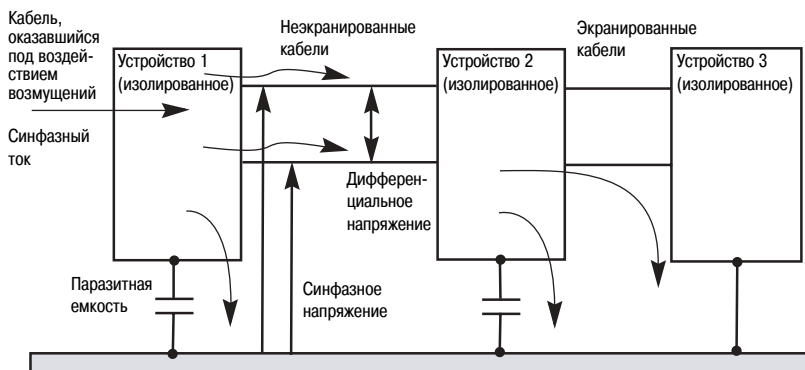 Кабель,
оказавшийся
под воздей-
ствием
возмущений
Синфазный
ток
Устройство 1
(изолированное)
Неэкранированные
кабели
Устройство 2
(изолированное)
Экранированные
кабели
Устройство 3
(изолированное)
Дифферен-
циальное
напряжение
Паразитная
емкость
Синфазное
напряжение